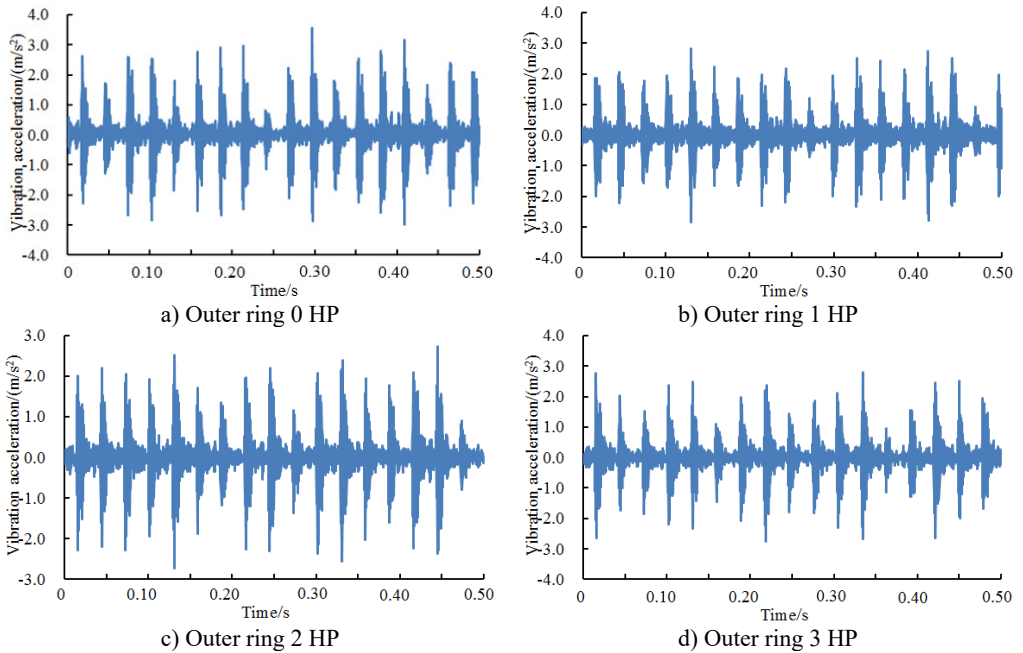 4.0
3.0
2.0
1.0
0.0
-1.0
-2.0
-3.0
-4.0
Vibration acceleration/(m/s²)
0 0.10 0.20 0.30 0.40 0.50
Time/s
a) Outer ring 0 HP
4.0
3.0
2.0
1.0
0.0
-1.0
-2.0
-3.0
-4.0
Vibration acceleration/(m/s²)
0 0.10 0.20 0.30 0.40 0.50
Time/s
b) Outer ring 1 HP
3.0
2.0
1.0
0.0
-1.0
-2.0
-3.0
Vibration acceleration/(m/s²)
0 0.10 0.20 0.30 0.40 0.50
Time/s
c) Outer ring 2 HP
4.0
3.0
2.0
1.0
0.0
-1.0
-2.0
-3.0
-4.0
Vibration acceleration/(m/s²)
0 0.10 0.20 0.30 0.40 0.50
Time/s
d) Outer ring 3 HP